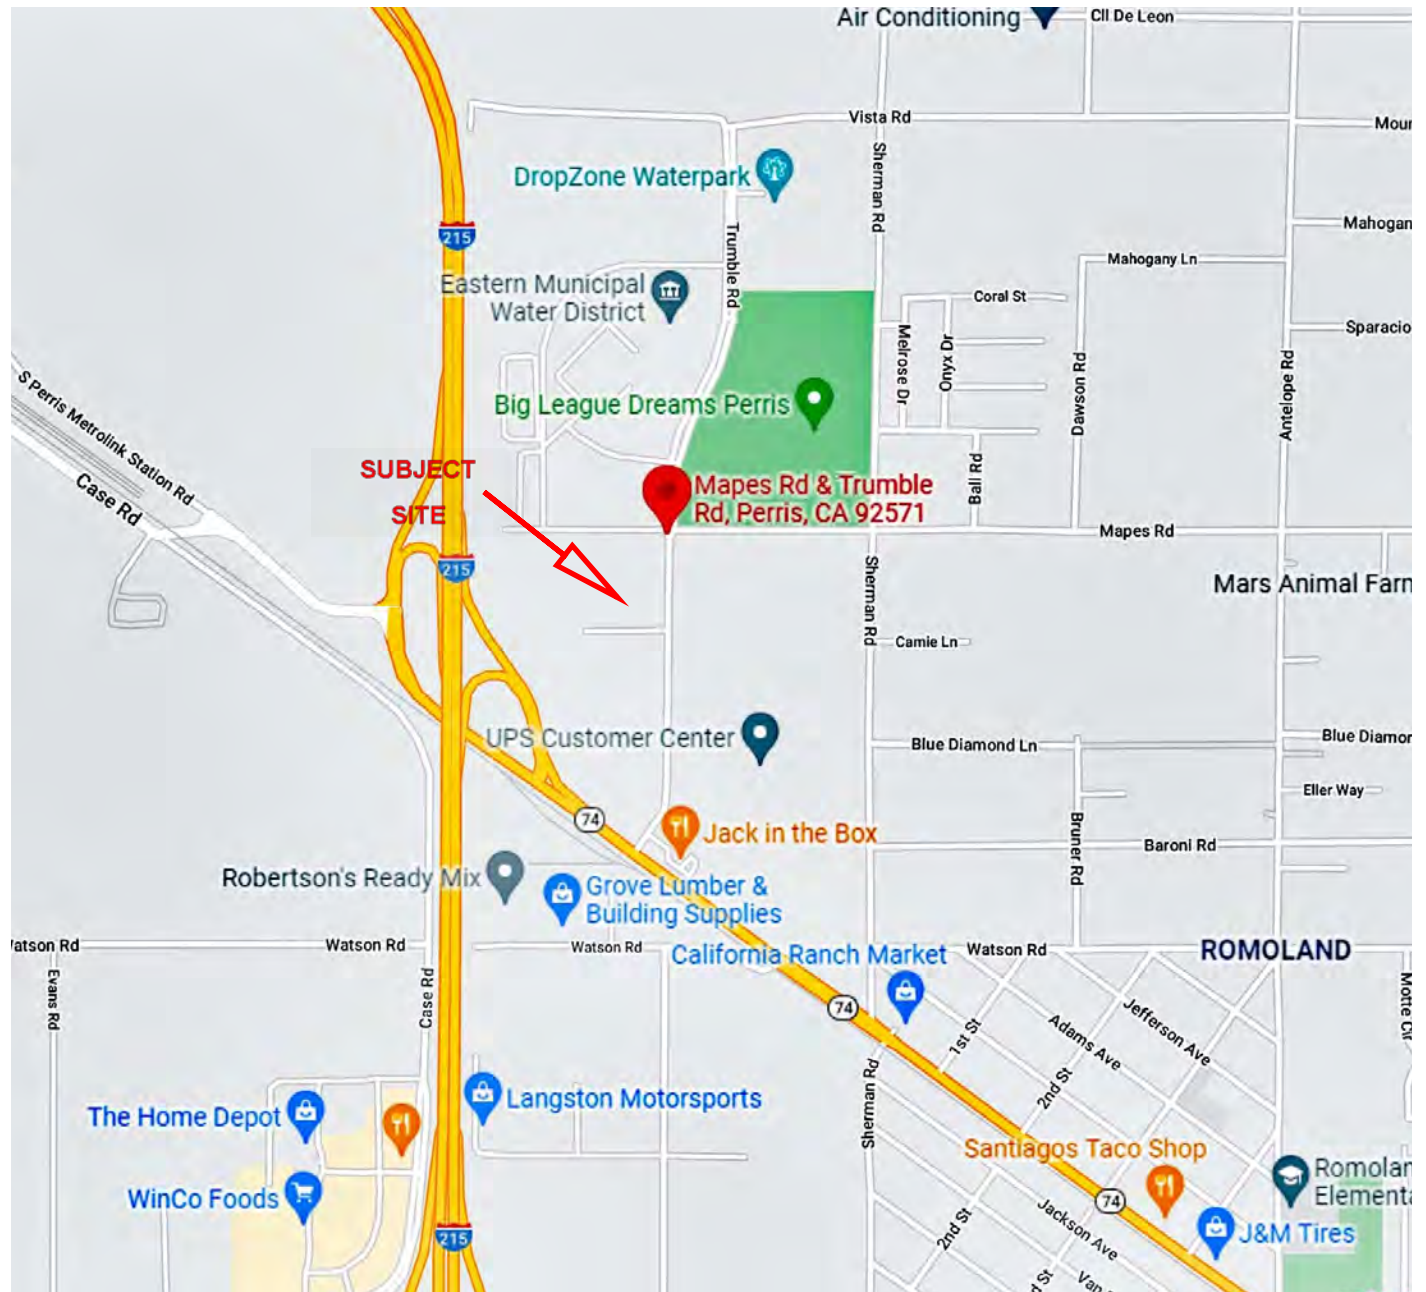 Air Conditioning
Cll De Leon
Vista Rd
Moun
Sherman Rd
DropZone Waterpark
Trumble Rd
Mahogan
215
Mahogany Ln
Eastern Municipal
Water District
Coral St
Sparacio
Melrose Dr
Onyx Dr
Dawson Rd
Antelope Rd
S Perris Metrolink Station Rd
Big League Dreams Perris
SUBJECT
SITE
Case Rd
Ball Rd
Mapes Rd & Trumble
Rd, Perris, CA 92571
Mapes Rd
215
Mars Animal Farm
Sherman Rd
Camie Ln
UPS Customer Center
Blue Diamond Ln
Blue Diamon
Eller Way
74
Jack in the Box
Bruner Rd
Baroni Rd
Robertson's Ready Mix
Grove Lumber &
Building Supplies
Watson Rd
Watson Rd
Watson Rd
Watson Rd
ROMOLAND
California Ranch Market
Evans Rd
Case Rd
Motte Cir
74
1st St
Adams Ave
Jefferson Ave
2nd St
Sherman Rd
The Home Depot
Langston Motorsports
Santiagos Taco Shop
Romolan
Elementa
WinCo Foods
74
215
2nd St
Jackson Ave
J&M Tires
d St
Van